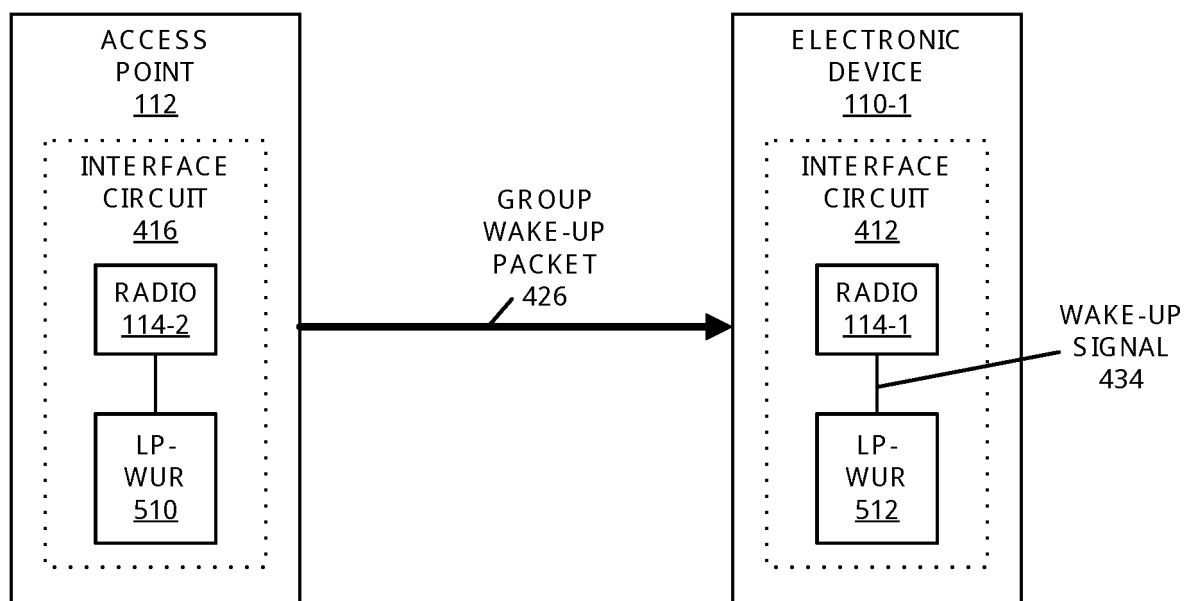 ACCESS
POINT
112
INTERFACE
CIRCUIT
416
RADIO
114-2
LP-
WUR
510
GROUP
WAKE-UP
PACKET
426
ELECTRONIC
DEVICE
110-1
INTERFACE
CIRCUIT
412
RADIO
114-1
LP-
WUR
512
WAKE-UP
SIGNAL
434